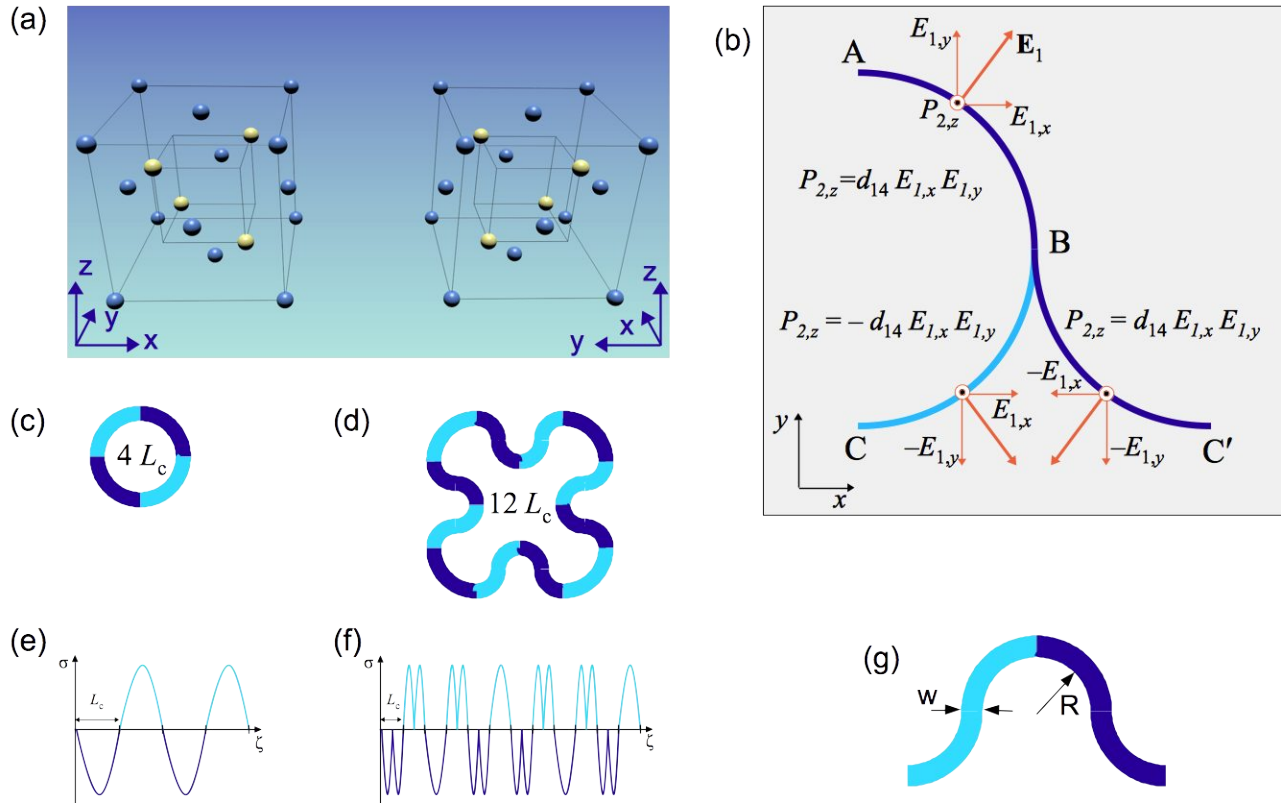 (a)
z
y
x
z
y
x
(b)
A
E1,y
E1
P2,z
E1,x
P2,z = d14 E1,x E1,y
B
P2,z = − d14 E1,x E1,y
P2,z = d14 E1,x E1,y
−E1,x
E1,x
C
−E1,y
−E1,y
C′
y
x
(c)
4 Lc
(d)
12 Lc
(e)
σ
Lc
ζ
(f)
σ
Lc
ζ
(g)
w
R